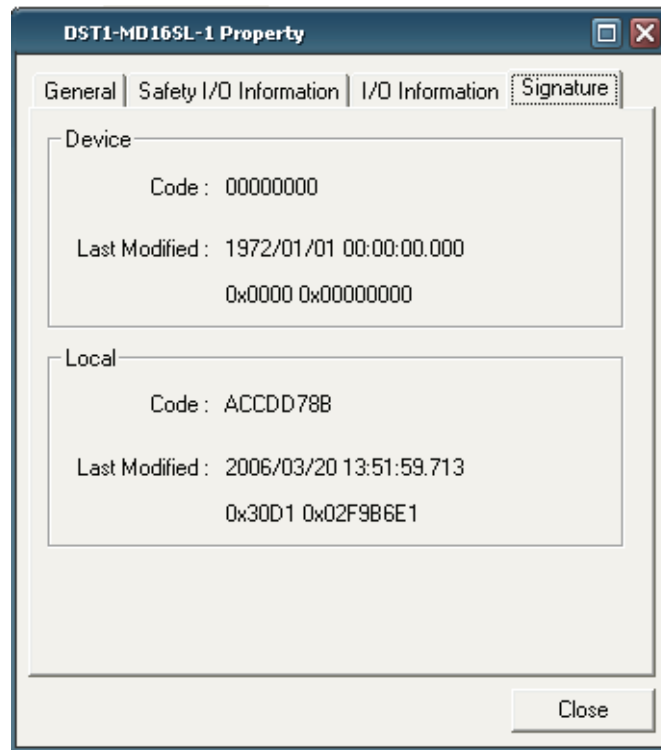 DST1-MD16SL-1 Property
General Safety I/O Information I/O Information Signature
Device
Code : 00000000
Last Modified : 1972/01/01 00:00:00.000
0x0000 0x00000000
Local
Code : ACCDD78B
Last Modified : 2006/03/20 13:51:59.713
0x30D1 0x02F9B6E1
Close